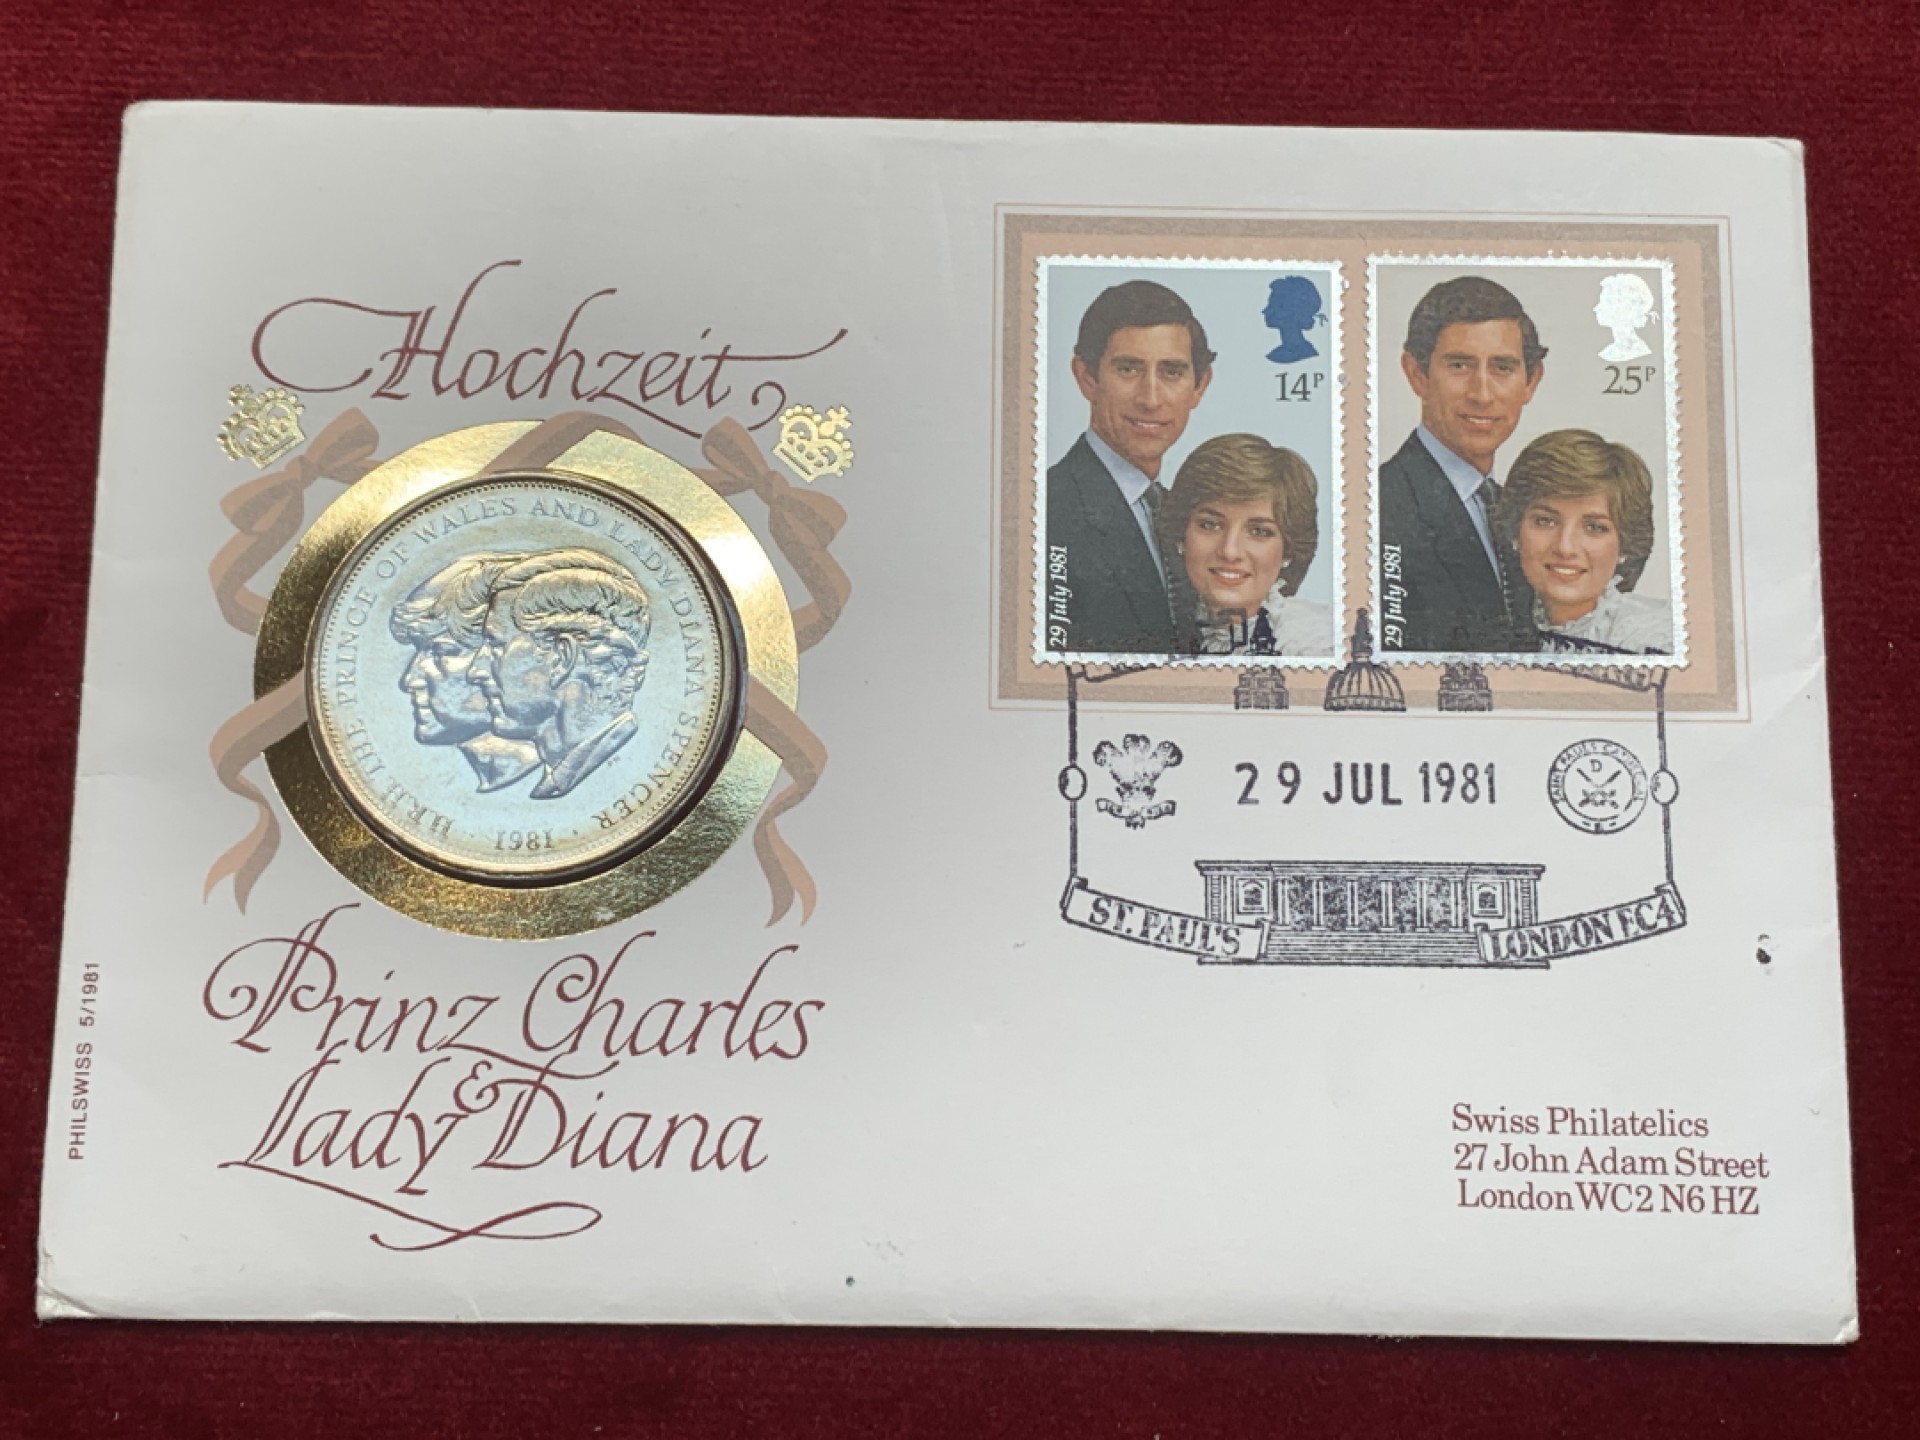 Hochzeit
H.R.H. THE PRINCE OF WALES AND LADY DIANA SPENCER
1981
Prinz Charles
&
Lady Diana
PHILSWISS 5/1981
14P
29 July 1981
25P
29 July 1981
29 JUL 1981
ST. PAUL'S
LONDON EC4
Swiss Philatelics
27 John Adam Street
London WC2 N6 HZ